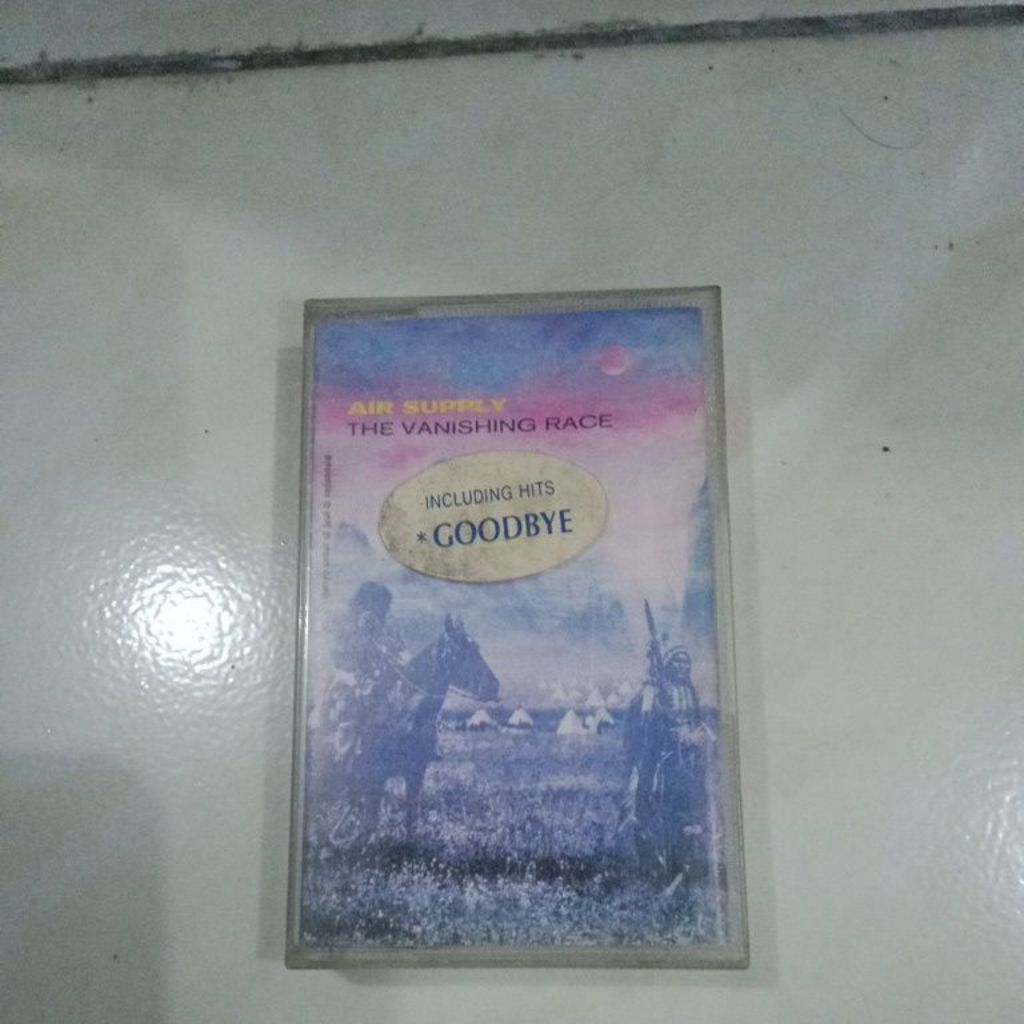 AIR SUPPLY
THE VANISHING RACE
INCLUDING HITS
* GOODBYE